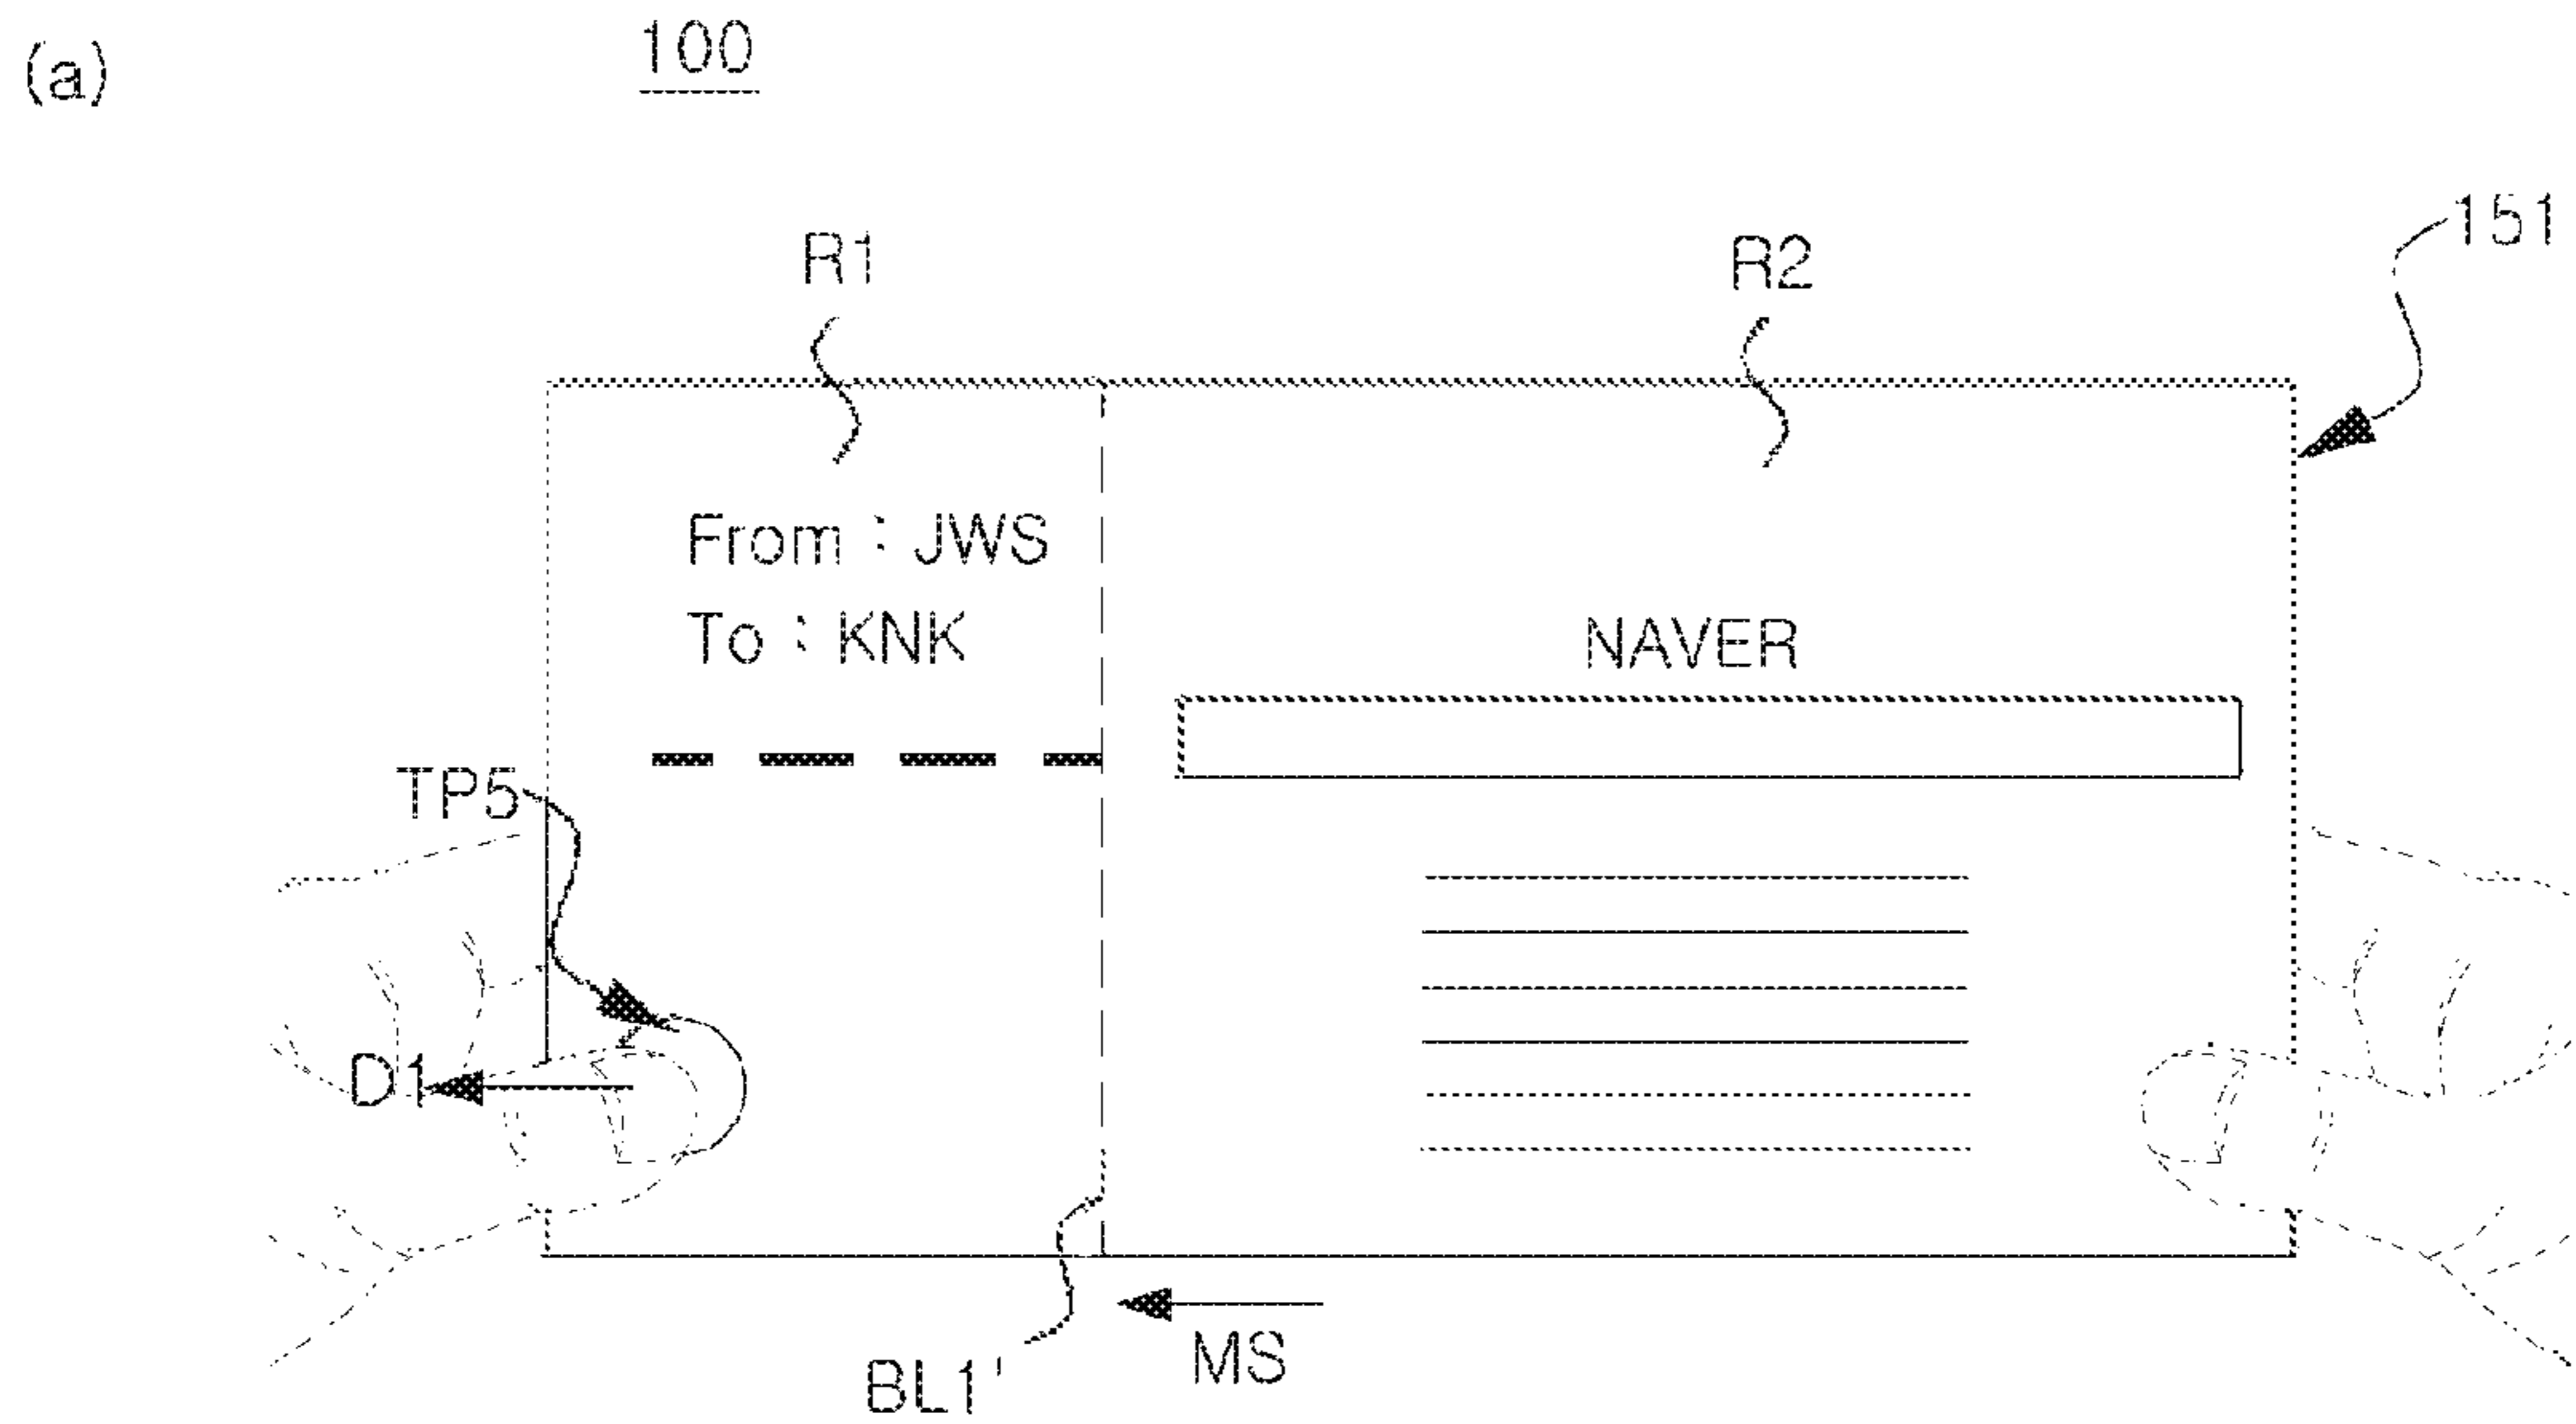 (a)
100
R1
R2
151
From : JWS
To : KNK
NAVER
TP5
D1
BL1'
MS